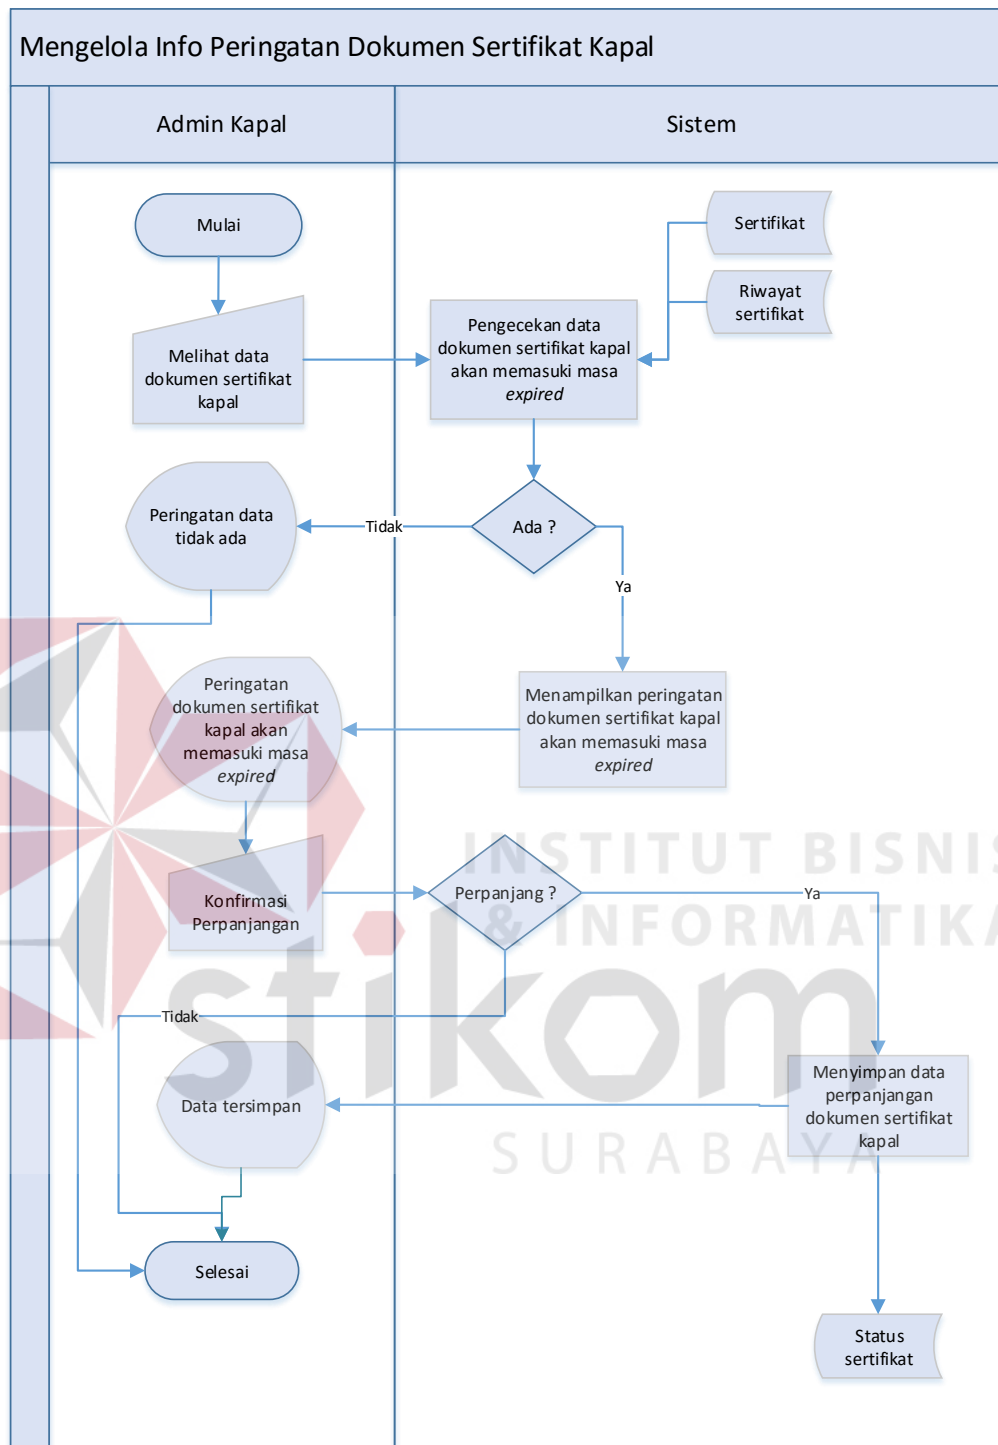 Mengelola Info Peringatan Dokumen Sertifikat Kapal
Admin Kapal
Sistem
Mulai
Sertifikat
Riwayat
sertifikat
Melihat data
dokumen sertifikat
kapal
Pengecekan data
dokumen sertifikat kapal
akan memasuki masa
expired
Peringatan data
tidak ada
Tidak
Ada ?
Ya
Peringatan
dokumen sertifikat
kapal akan
memasuki masa
expired
Menampilkan peringatan
dokumen sertifikat kapal
akan memasuki masa
expired
INSTITUT BISNIS
& INFORMATIKA
stikom
SURABAYA
Konfirmasi
Perpanjangan
Perpanjang ?
Ya
Tidak
Data tersimpan
Menyimpan data
perpanjangan
dokumen sertifikat
kapal
Selesai
Status
sertifikat